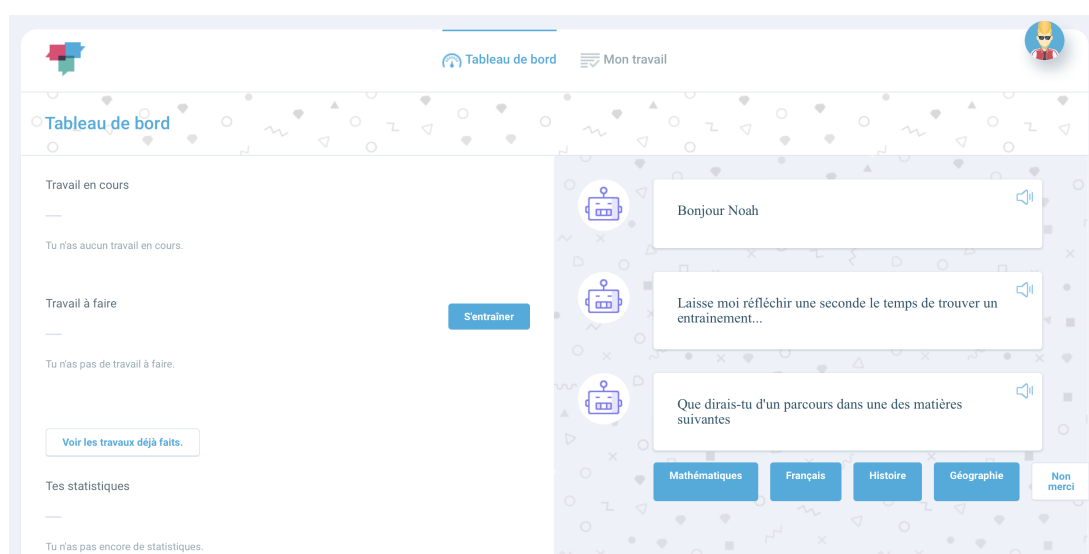 Tableau de bord
Mon travail
Tableau de bord
Travail en cours
Tu n'as aucun travail en cours.
Travail à faire
S'entraîner
Tu n'as pas de travail à faire.
Voir les travaux déjà faits.
Tes statistiques
Tu n'as pas encore de statistiques.
Bonjour Noah
Laisse moi réfléchir une seconde le temps de trouver un
entrainement...
Que dirais-tu d'un parcours dans une des matières
suivantes
Mathématiques
Français
Histoire
Géographie
Non
merci